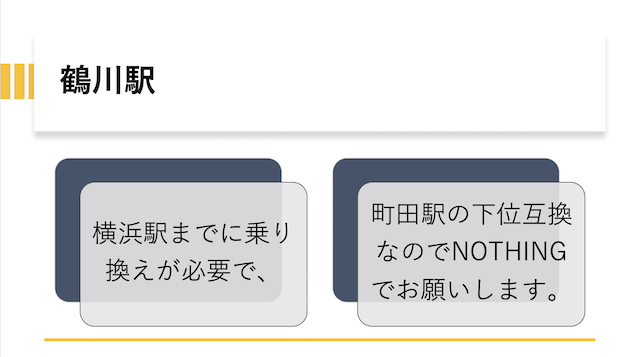 鶴川駅
横浜駅までに乗り
換えが必要で、
町田駅の下位互換
なのでNOTHING
でお願いします。